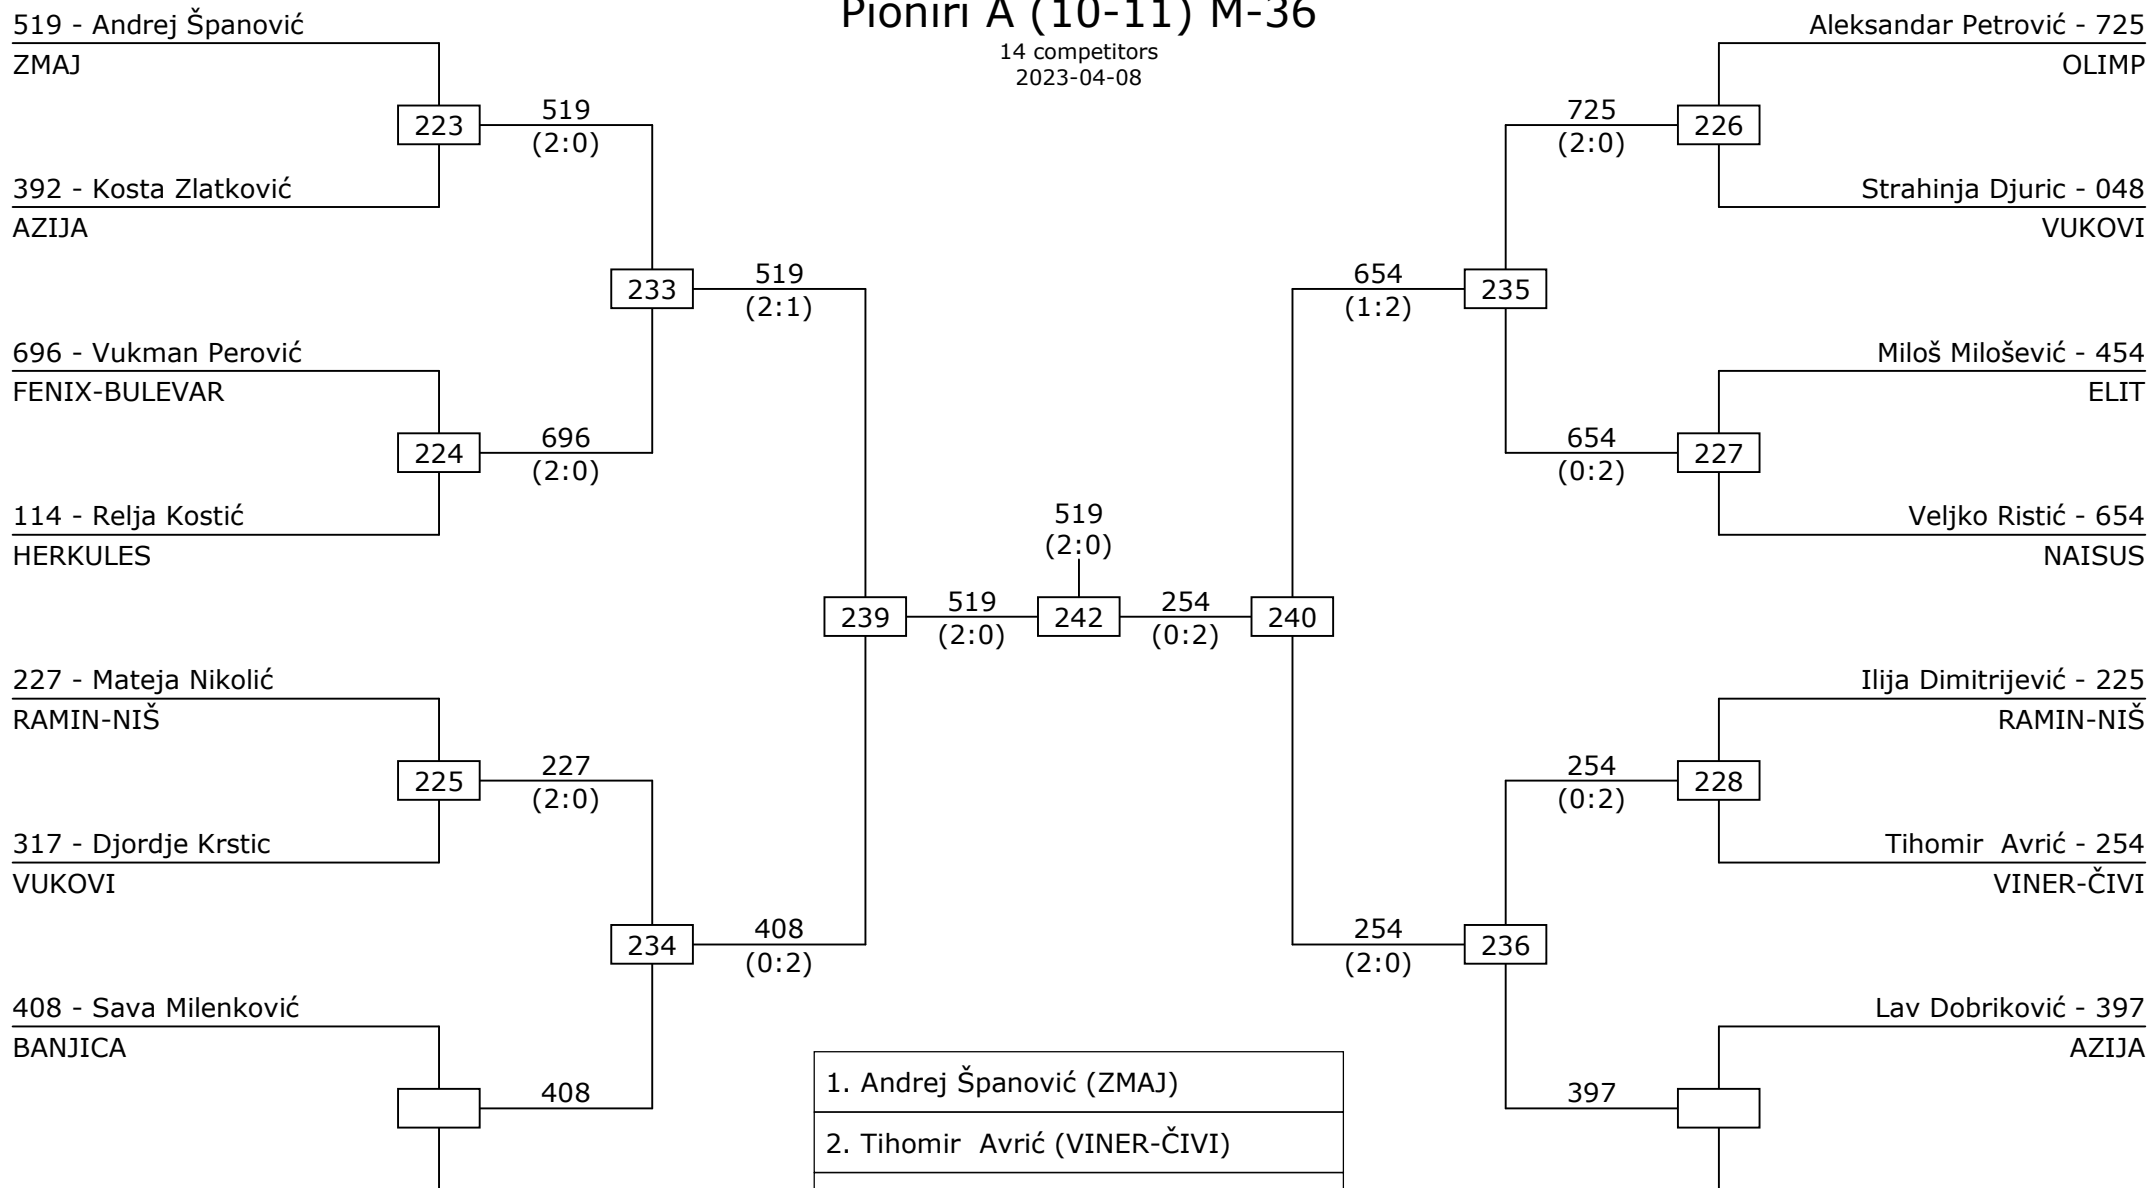 Pioniri A (10-11) M-36
14 competitors
2023-04-08
519 - Andrej Španović
ZMAJ
223
519
(2:0)
392 - Kosta Zlatković
AZIJA
233
519
(2:1)
696 - Vukman Perović
FENIX-BULEVAR
224
696
(2:0)
114 - Relja Kostić
HERKULES
239
519
(2:0)
227 - Mateja Nikolić
RAMIN-NIŠ
225
227
(2:0)
317 - Djordje Krstic
VUKOVI
234
408
(0:2)
408 - Sava Milenković
BANJICA
408
519
(2:0)
242
Aleksandar Petrović - 725
OLIMP
725
(2:0)
226
Strahinja Djuric - 048
VUKOVI
654
(1:2)
235
Miloš Milošević - 454
ELIT
654
(0:2)
227
Veljko Ristić - 654
NAISUS
254
(0:2)
240
Ilija Dimitrijević - 225
RAMIN-NIŠ
254
(0:2)
228
Tihomir  Avrić - 254
VINER-ČIVI
254
(2:0)
236
Lav Dobriković - 397
AZIJA
397
1. Andrej Španović (ZMAJ)
2. Tihomir  Avrić (VINER-ČIVI)